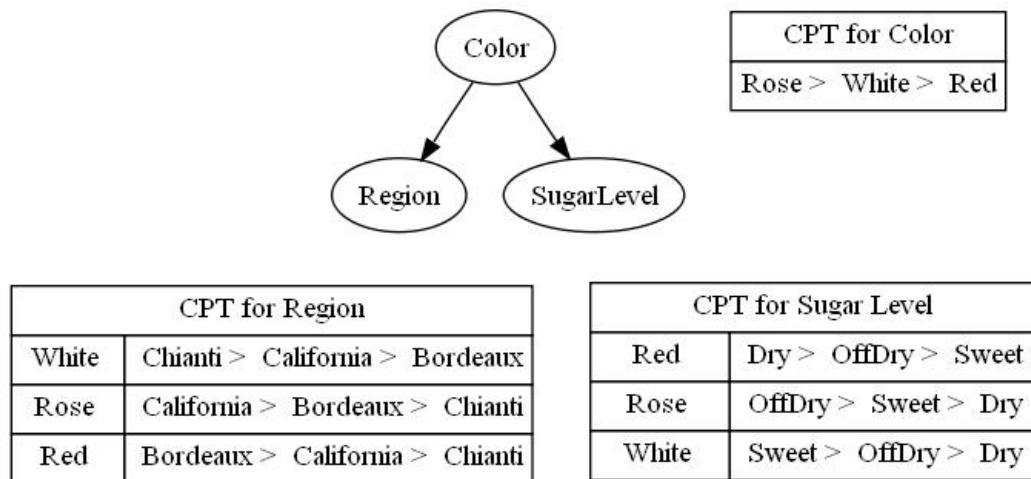 Color
CPT for Color
Rose > White > Red
Region
SugarLevel
CPT for Region
White Chianti > California > Bordeaux
Rose California > Bordeaux > Chianti
Red Bordeaux > California > Chianti
CPT for Sugar Level
Red Dry > OffDry > Sweet
Rose OffDry > Sweet > Dry
White Sweet > OffDry > Dry